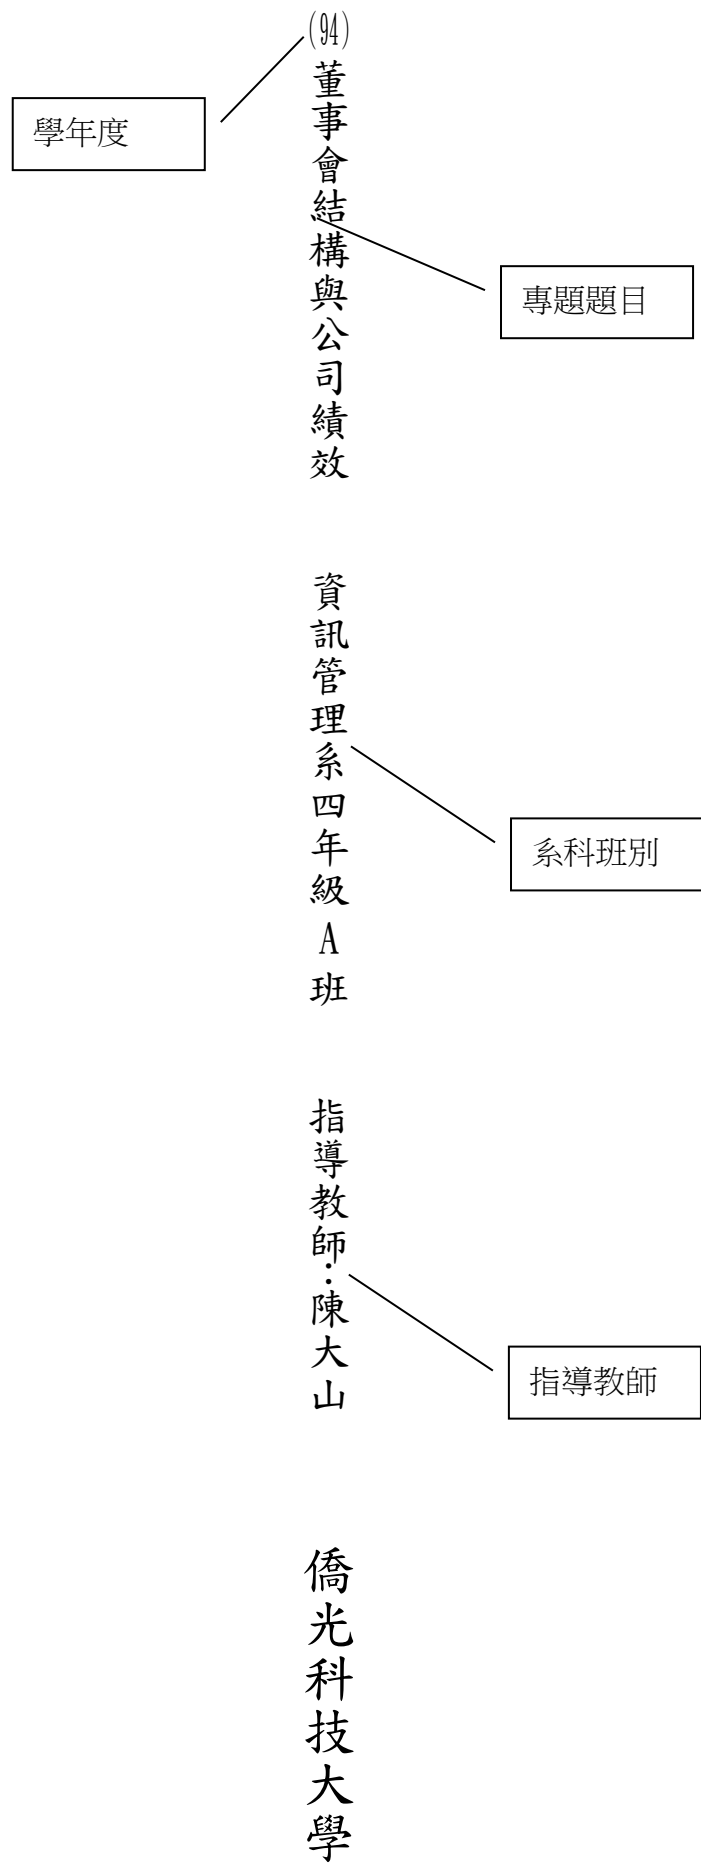 (94)董事會結構與公司績效
學年度
專題題目
資訊管理系四年級A班
系科班別
指導教師：陳大山
指導教師
僑光科技大學